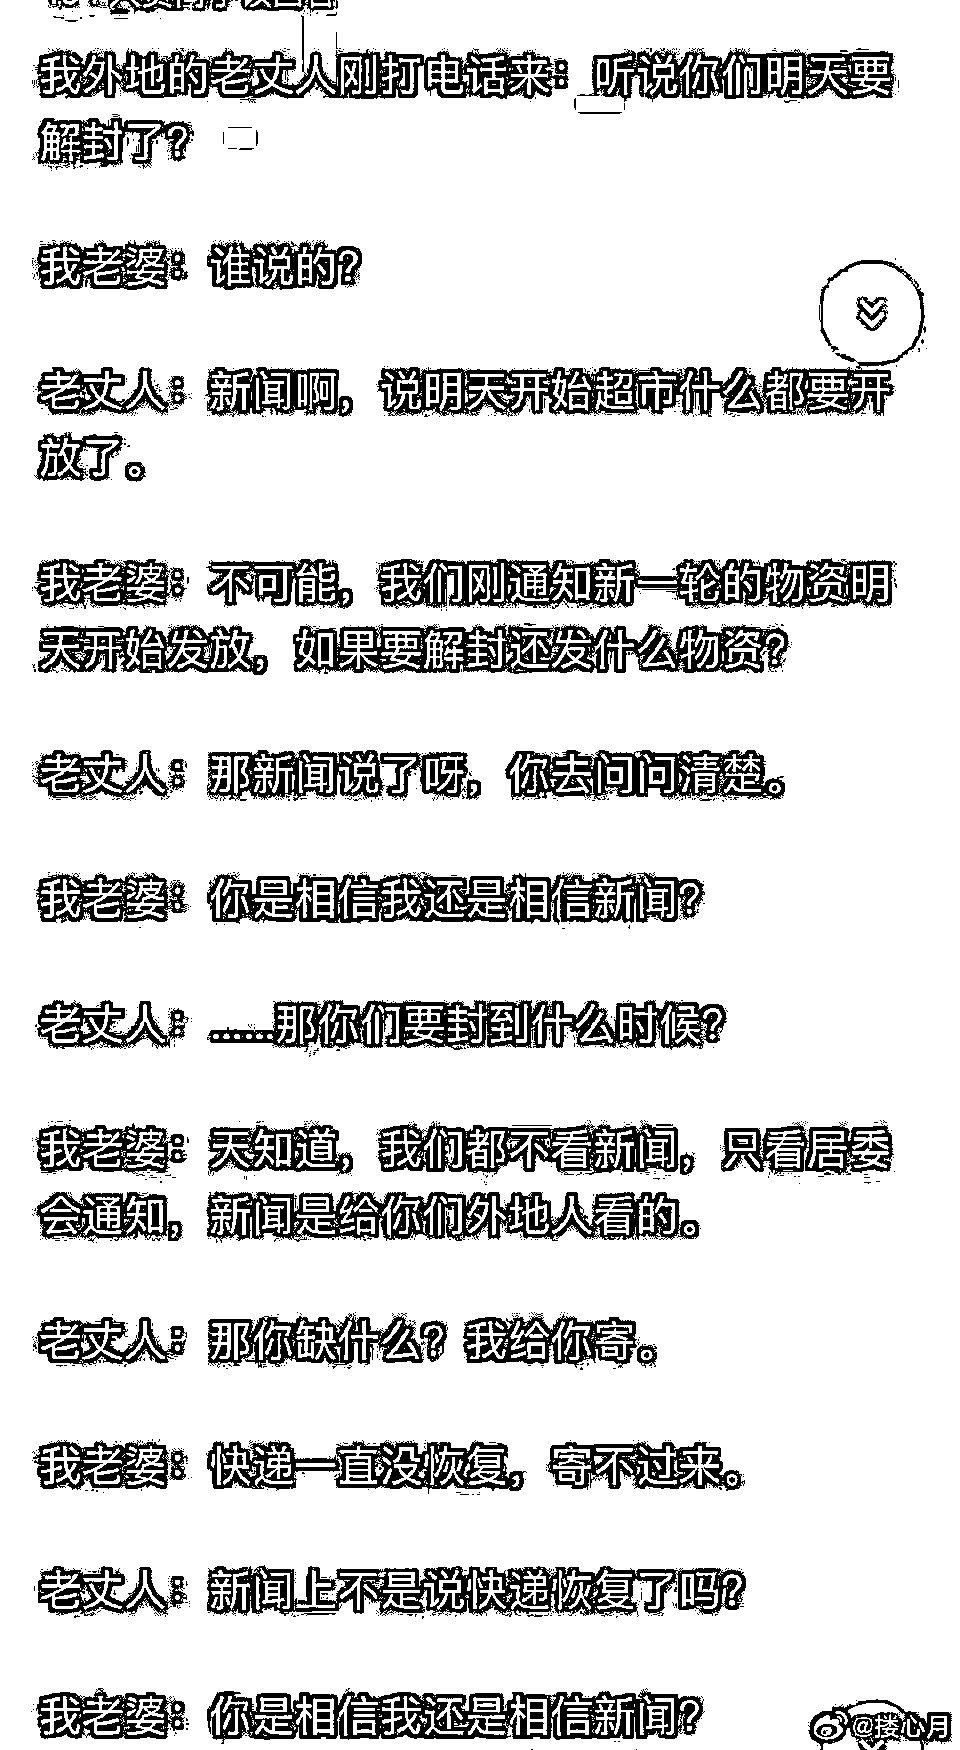 我外地的老丈人刚打电话来：听说你们明天要
解封了？
我老婆：谁说的？
老丈人：新闻啊，说明天开始超市什么都要开
放了。
我老婆：不可能，我们刚通知新一轮的物资明
天开始发放，如果要解封还发什么物资？
老丈人：那新闻说了呀，你去问问清楚。
我老婆：你是相信我还是相信新闻？
老丈人：……那你们要封到什么时候？
我老婆：天知道，我们都不看新闻，只看居委
会通知，新闻是给你们外地人看的。
老丈人：那你缺什么？我给你寄。
我老婆：快递一直没恢复，寄不过来。
老丈人：新闻上不是说快递恢复了吗？
我老婆：你是相信我还是相信新闻？
@搂心月